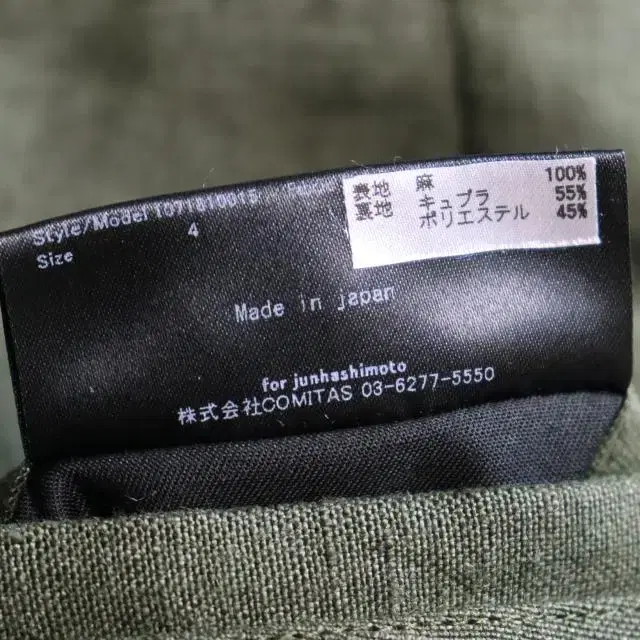 Style/Model
Size 4
表地 麻 100%
裏地 キュプラ 55%
ポリエステル 45%
Made in japan
for junhashimoto
株式会社COMITAS 03-6277-5550